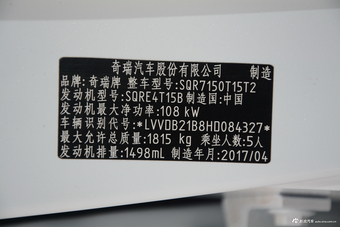 奇瑞汽车股份有限公司 制造
品牌:奇瑞牌 整车型号:SQR7150T15T2
发动机型号:SQRE4T15B 制造国:中国
发动机最大净功率:108 kW
车辆识别代号:*LVVDB21B8HD084327*
最大允许总质量:1815 kg 乘坐人数:5人
发动机排量:1498mL 制造年月:2017/04